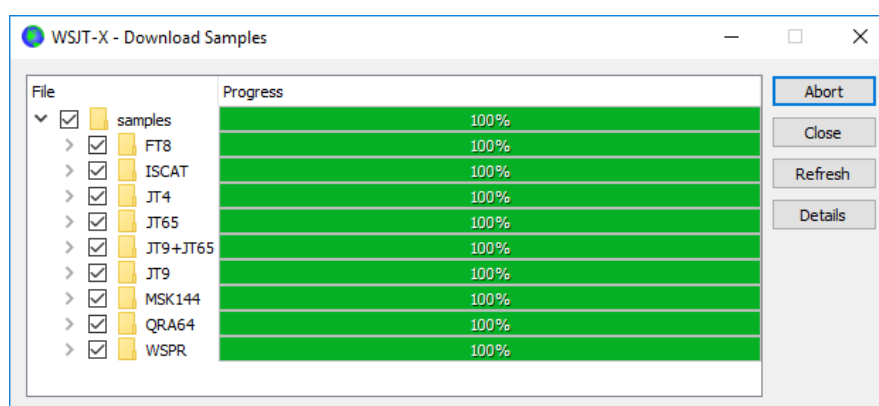 WSJT-X - Download Samples
File Progress
samples 100%
FT8 100%
ISCAT 100%
JT4 100%
JT65 100%
JT9+JT65 100%
JT9 100%
MSK144 100%
QRA64 100%
WSPR 100%
Abort
Close
Refresh
Details